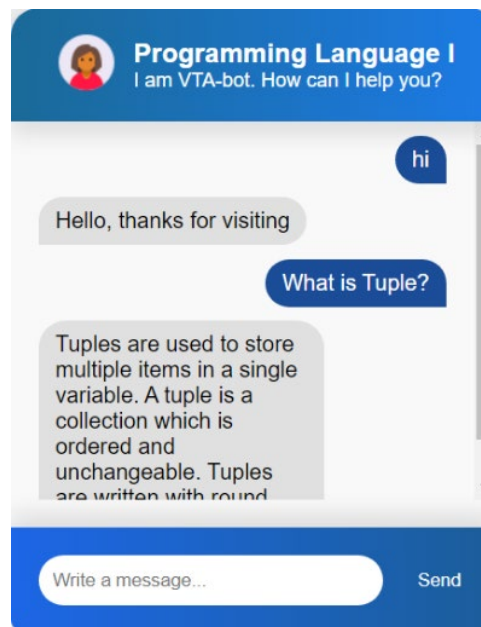 Programming Language I
I am VTA-bot. How can I help you?
hi
Hello, thanks for visiting
What is Tuple?
Tuples are used to store
multiple items in a single
variable. A tuple is a
collection which is
ordered and
unchangeable. Tuples
are written with round
Write a message...
Send